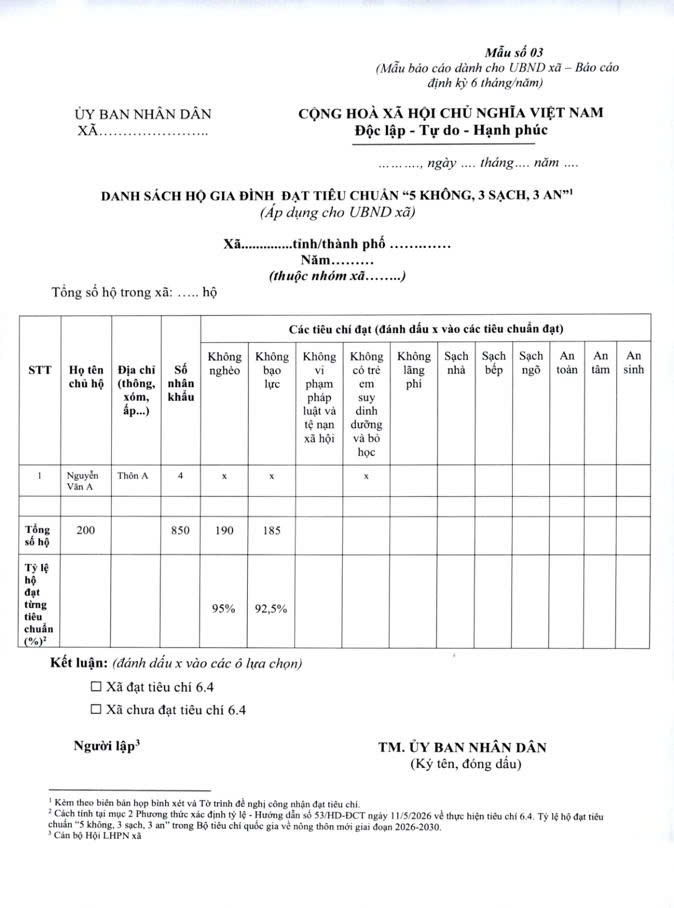 Mẫu số 03
(Mẫu báo cáo dành cho UBND xã – Báo cáo
định kỳ 6 tháng/năm)
ỦY BAN NHÂN DÂN
XÃ…………………..
CỘNG HOÀ XÃ HỘI CHỦ NGHĨA VIỆT NAM
Độc lập - Tự do - Hạnh phúc
………., ngày …. tháng…. năm ….
DANH SÁCH HỘ GIA ĐÌNH ĐẠT TIÊU CHUẨN “5 KHÔNG, 3 SẠCH, 3 AN”¹
(Áp dụng cho UBND xã)
Xã..............tỉnh/thành phố …………..
Năm………
(thuộc nhóm xã……..)
Tổng số hộ trong xã: ….. hộ
Các tiêu chí đạt (đánh dấu x vào các tiêu chuẩn đạt)
STT
Họ tên
chủ hộ
Địa chỉ
(thông,
xóm,
ấp...)
Số
nhân
khẩu
Không
nghèo
Không
bạo
lực
Không
vi
phạm
pháp
luật và
tệ nạn
xã hội
Không
có trẻ
em
suy
dinh
dưỡng
và bỏ
học
Không
lãng
phí
Sạch
nhà
Sạch
bếp
Sạch
ngõ
An
toàn
An
tâm
An
sinh
1
Nguyễn
Văn A
Thôn A
4
x
x
x
Tổng
số hộ
200
850
190
185
Tỷ lệ
hộ
đạt
từng
tiêu
chuẩn
(%)²
95%
92,5%
Kết luận: (đánh dấu x vào các ô lựa chọn)
☐ Xã đạt tiêu chí 6.4
☐ Xã chưa đạt tiêu chí 6.4
Người lập³
TM. ỦY BAN NHÂN DÂN
(Ký tên, đóng dấu)
¹ Kèm theo biên bản họp bình xét và Tờ trình đề nghị công nhận đạt tiêu chí.
² Cách tính tại mục 2 Phương thức xác định tỷ lệ - Hướng dẫn số 53/HD-ĐCT ngày 11/5/2026 về thực hiện tiêu chí 6.4. Tỷ lệ hộ đạt tiêu
chuẩn “5 không, 3 sạch, 3 an” trong Bộ tiêu chí quốc gia về nông thôn mới giai đoạn 2026-2030.
³ Cán bộ Hội LHPN xã